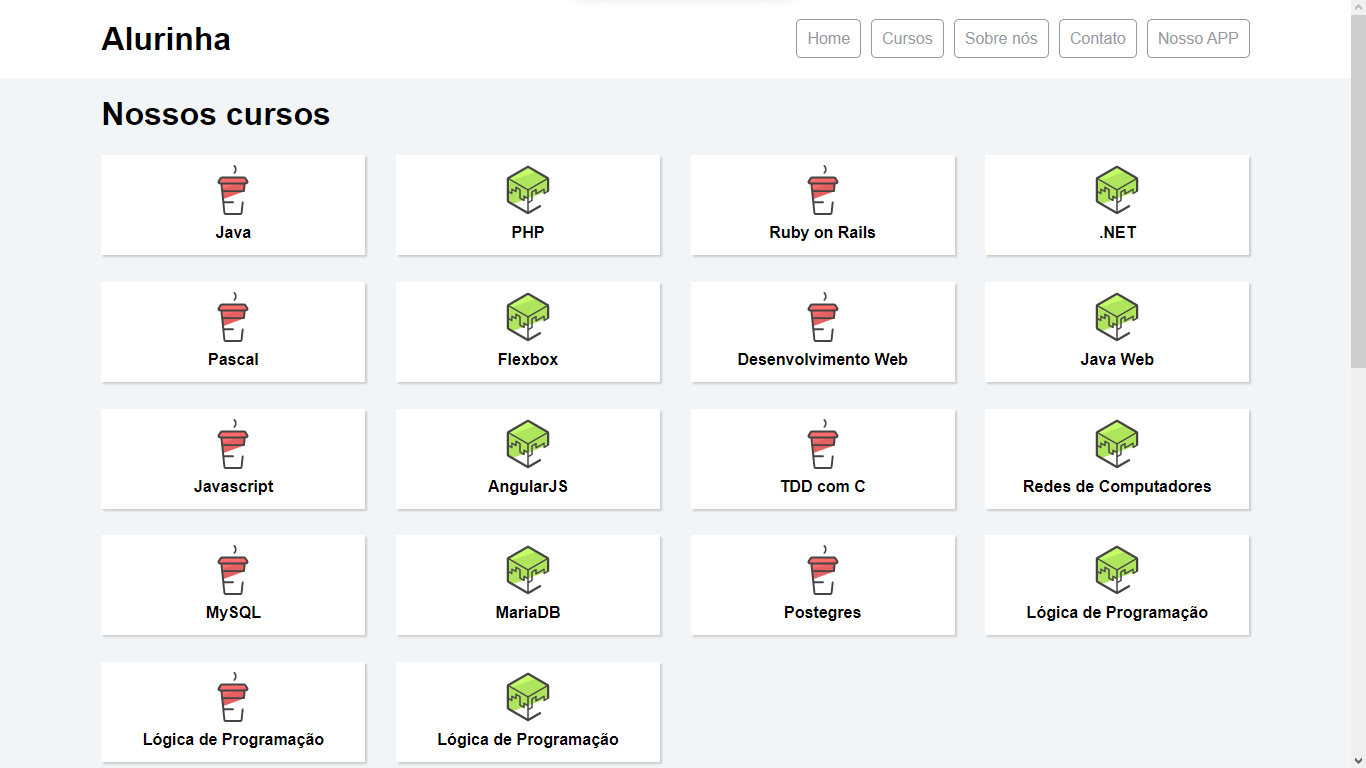 Alurinha
Home Cursos Sobre nós Contato Nosso APP
Nossos cursos
Java PHP Ruby on Rails .NET
Pascal Flexbox Desenvolvimento Web Java Web
Javascript AngularJS TDD com C Redes de Computadores
MySQL MariaDB Postegres Lógica de Programação
Lógica de Programação Lógica de Programação